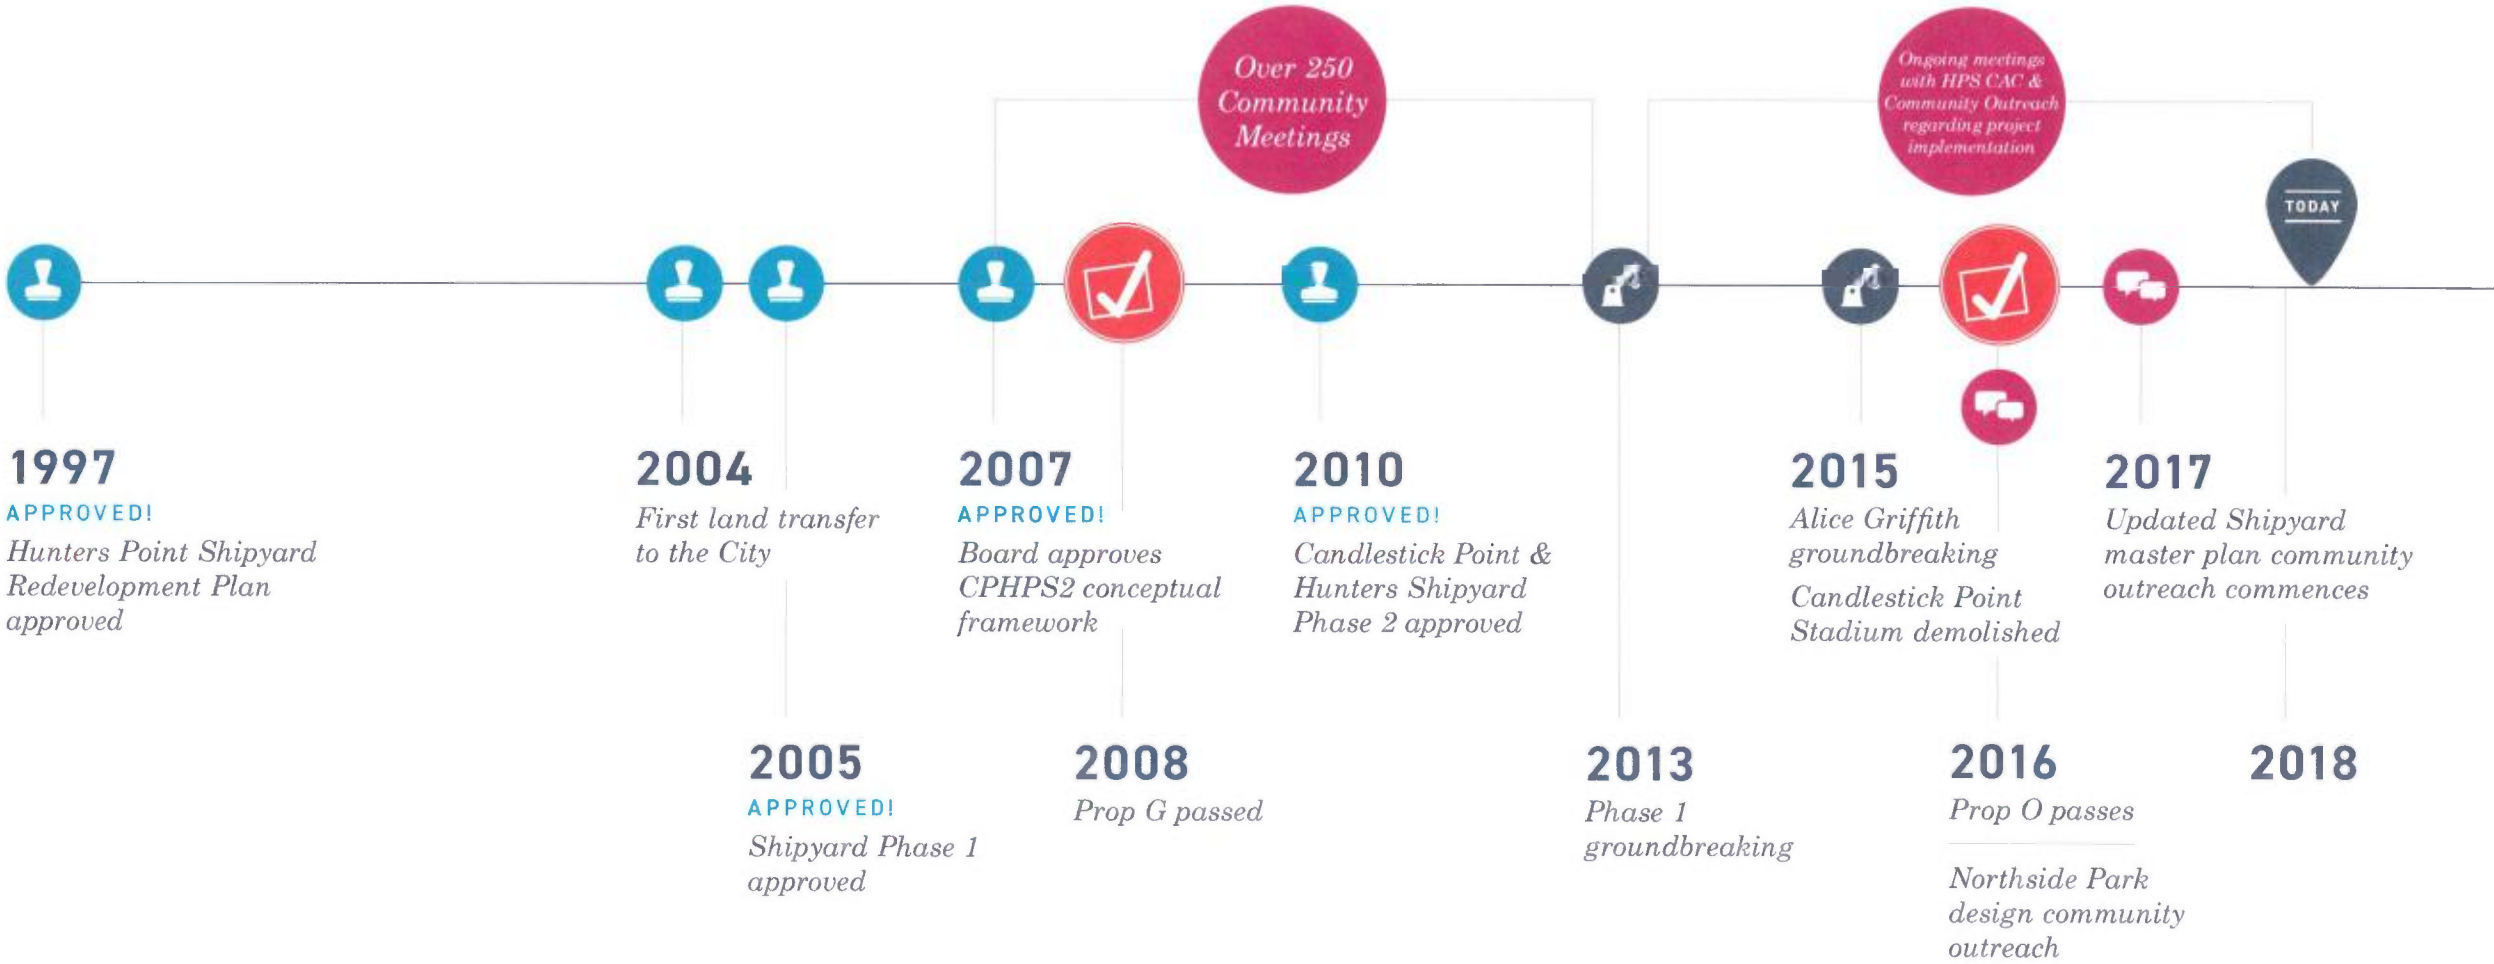 Over 250
Community
Meetings
Ongoing meetings
with HPS CAC &
Community Outreach
regarding project
implementation
TODAY
1997
APPROVED!
Hunters Point Shipyard
Redevelopment Plan
approved
2004
First land transfer
to the City
2005
APPROVED!
Shipyard Phase 1
approved
2007
APPROVED!
Board approves
CPHPS2 conceptual
framework
2008
Prop G passed
2010
APPROVED!
Candlestick Point &
Hunters Shipyard
Phase 2 approved
2013
Phase 1
groundbreaking
2015
Alice Griffith
groundbreaking
Candlestick Point
Stadium demolished
2016
Prop O passes
Northside Park
design community
outreach
2017
Updated Shipyard
master plan community
outreach commences
2018